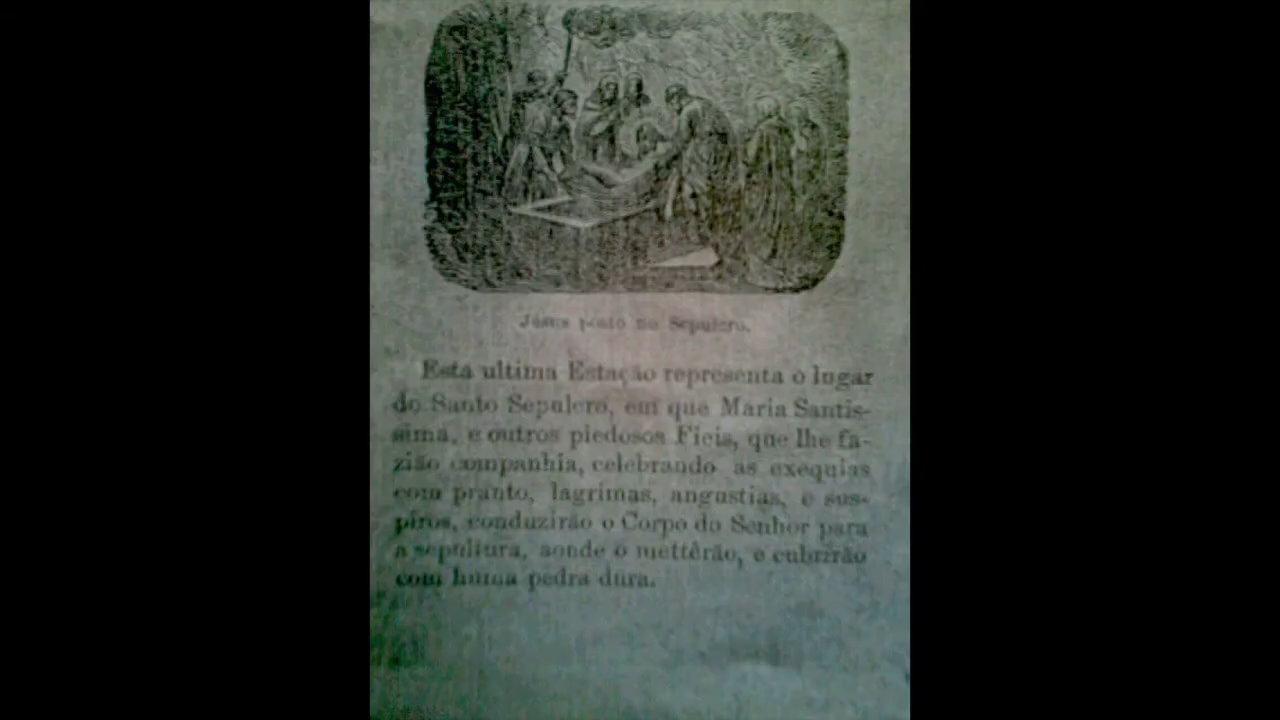 Jesus posto no Sepulcro.
Esta ultima Estação representa o lugar
do Santo Sepulcro, em que Maria Santis-
sima, e outros piedosos Fieis, que lhe fa-
zião companhia, celebrando as exequias
com pranto, lagrimas, angustias, e sus-
piros, conduzirão o Corpo do Senhor para
a sepultura, aonde o mettêrão, e cubrirão
com huma pedra dura.